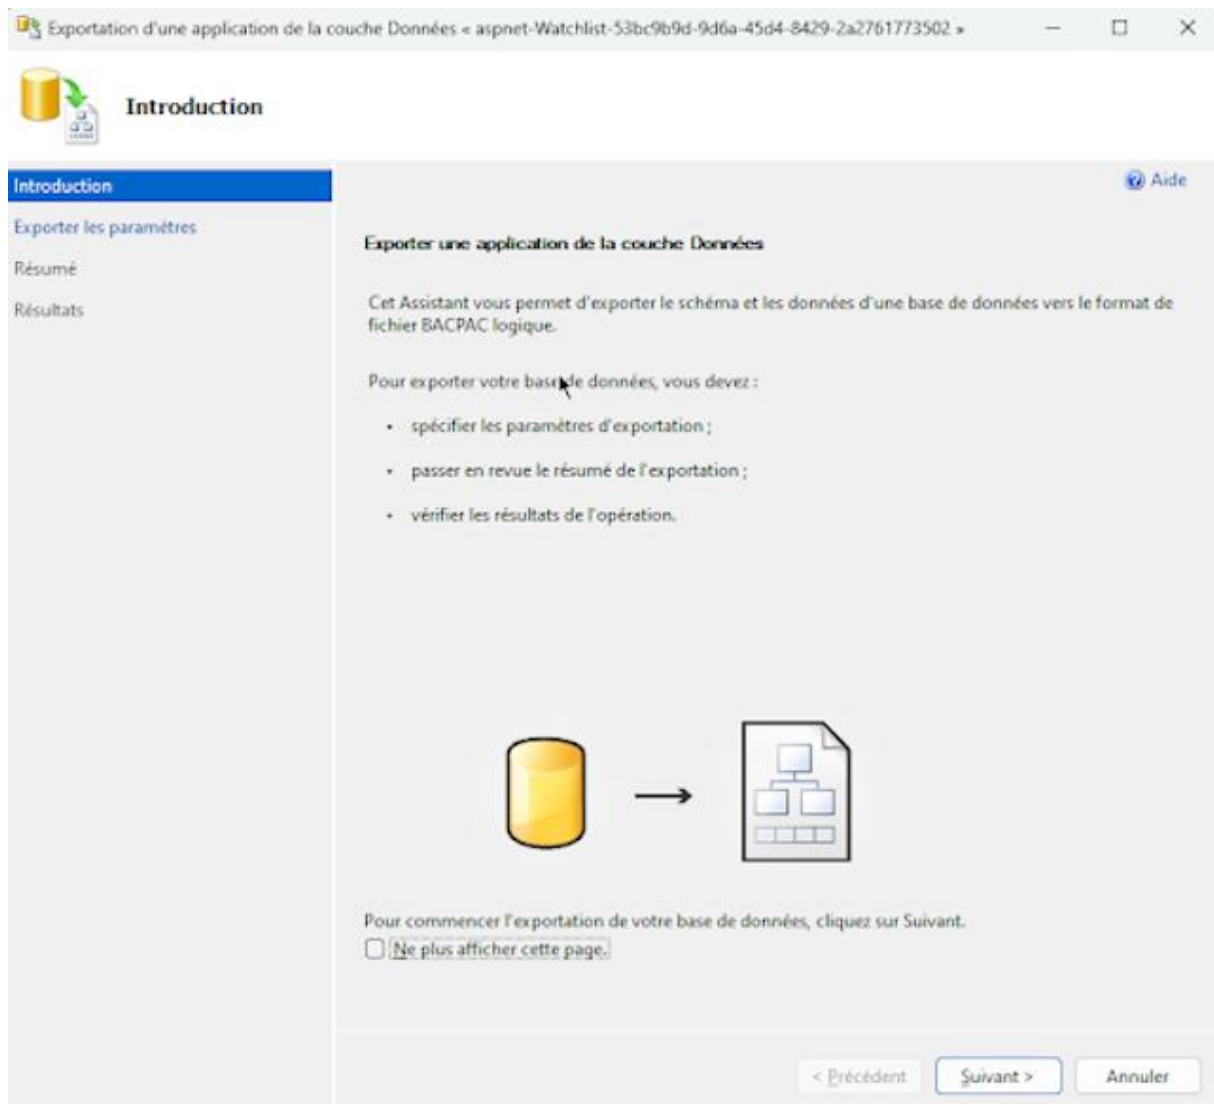 Exportation d'une application de la couche Données « aspnet-Watchlist-53bc9b9d-9d6a-45d4-8429-2a2761773502 »
Introduction
Aide
Introduction
Exporter les paramètres
Résumé
Résultats
Exporter une application de la couche Données
Cet Assistant vous permet d'exporter le schéma et les données d'une base de données vers le format de
fichier BACPAC logique.
Pour exporter votre base de données, vous devez :
• spécifier les paramètres d'exportation ;
• passer en revue le résumé de l'exportation ;
• vérifier les résultats de l'opération.
Pour commencer l'exportation de votre base de données, cliquez sur Suivant.
Ne plus afficher cette page.
< Précédent
Suivant >
Annuler